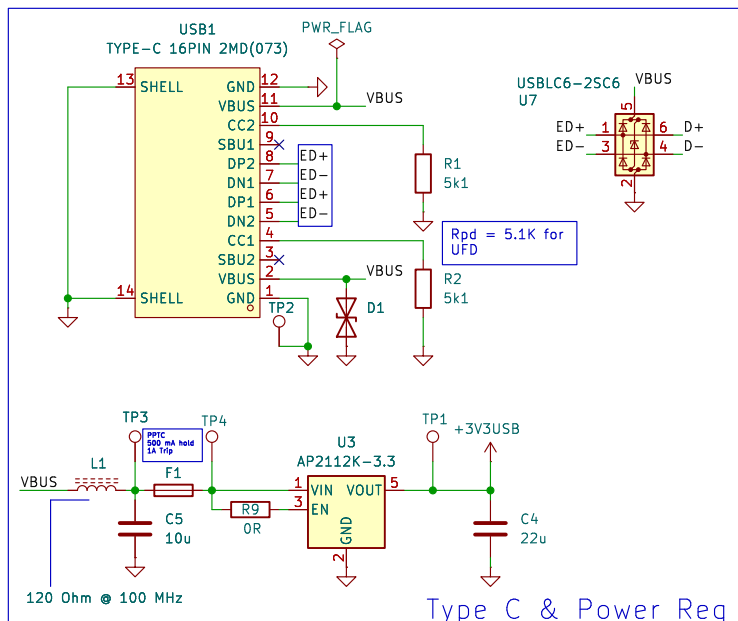 USB1
TYPE-C 16PIN 2MD(073)
PWR_FLAG
13
SHELL
GND
12
VBUS
11
VBUS
CC2
10
SBU1
9
DP2
8
ED+
DN1
7
ED-
DP1
6
ED+
DN2
5
ED-
CC1
4
SBU2
3
VBUS
2
VBUS
14
SHELL
GND
1
TP2
D1
R1
5k1
R2
5k1
Rpd = 5.1K for
UFD
USBLC6-2SC6
U7
VBUS
5
ED+
1
6
D+
ED-
3
4
D-
2
TP3
PPTC
500 mA hold
1A Trip
TP4
L1
F1
VBUS
C5
10u
R9
0R
U3
AP2112K-3.3
1
VIN
VOUT
5
3
EN
GND
2
TP1
+3V3USB
C4
22u
120 Ohm @ 100 MHz
Type C & Power Reg